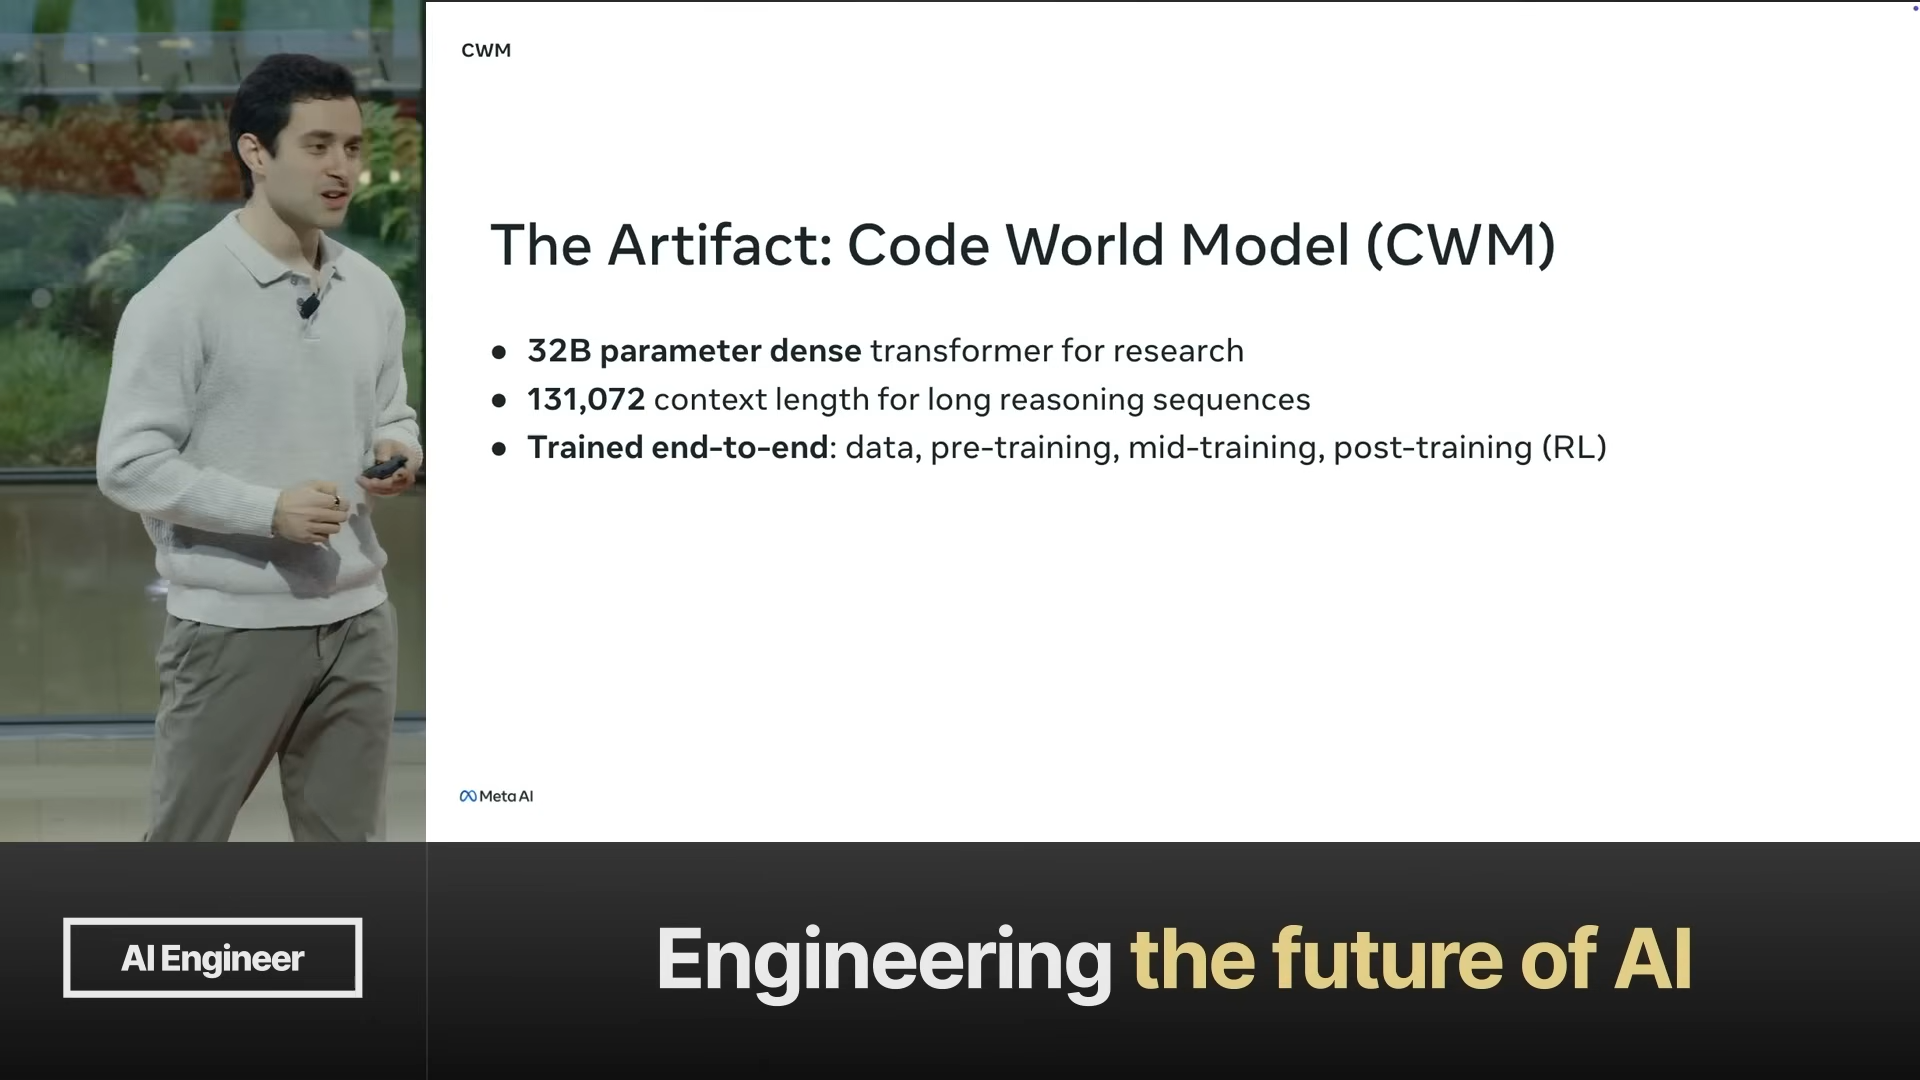 CWM
The Artifact: Code World Model (CWM)
● 32B parameter dense transformer for research
● 131,072 context length for long reasoning sequences
● Trained end-to-end: data, pre-training, mid-training, post-training (RL)
Meta AI
AI Engineer
Engineering the future of AI